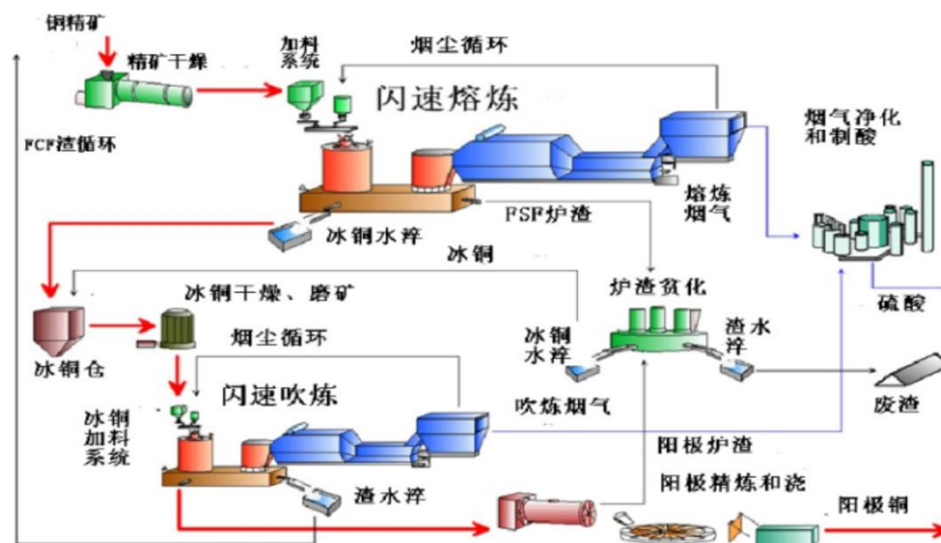 铜精矿
精矿干燥
加料
系统
烟尘循环
闪速熔炼
烟气净化
和制酸
FCF渣循环
熔炼
烟气
FSF炉渣
冰铜水淬
冰铜
硫酸
炉渣贫化
冰铜干燥、磨矿
冰铜
水淬
渣水
淬
烟尘循环
冰铜仓
闪速吹炼
吹炼烟气
废渣
冰铜
加料
系统
阳极炉渣
渣水淬
阳极精炼和浇
阳极铜